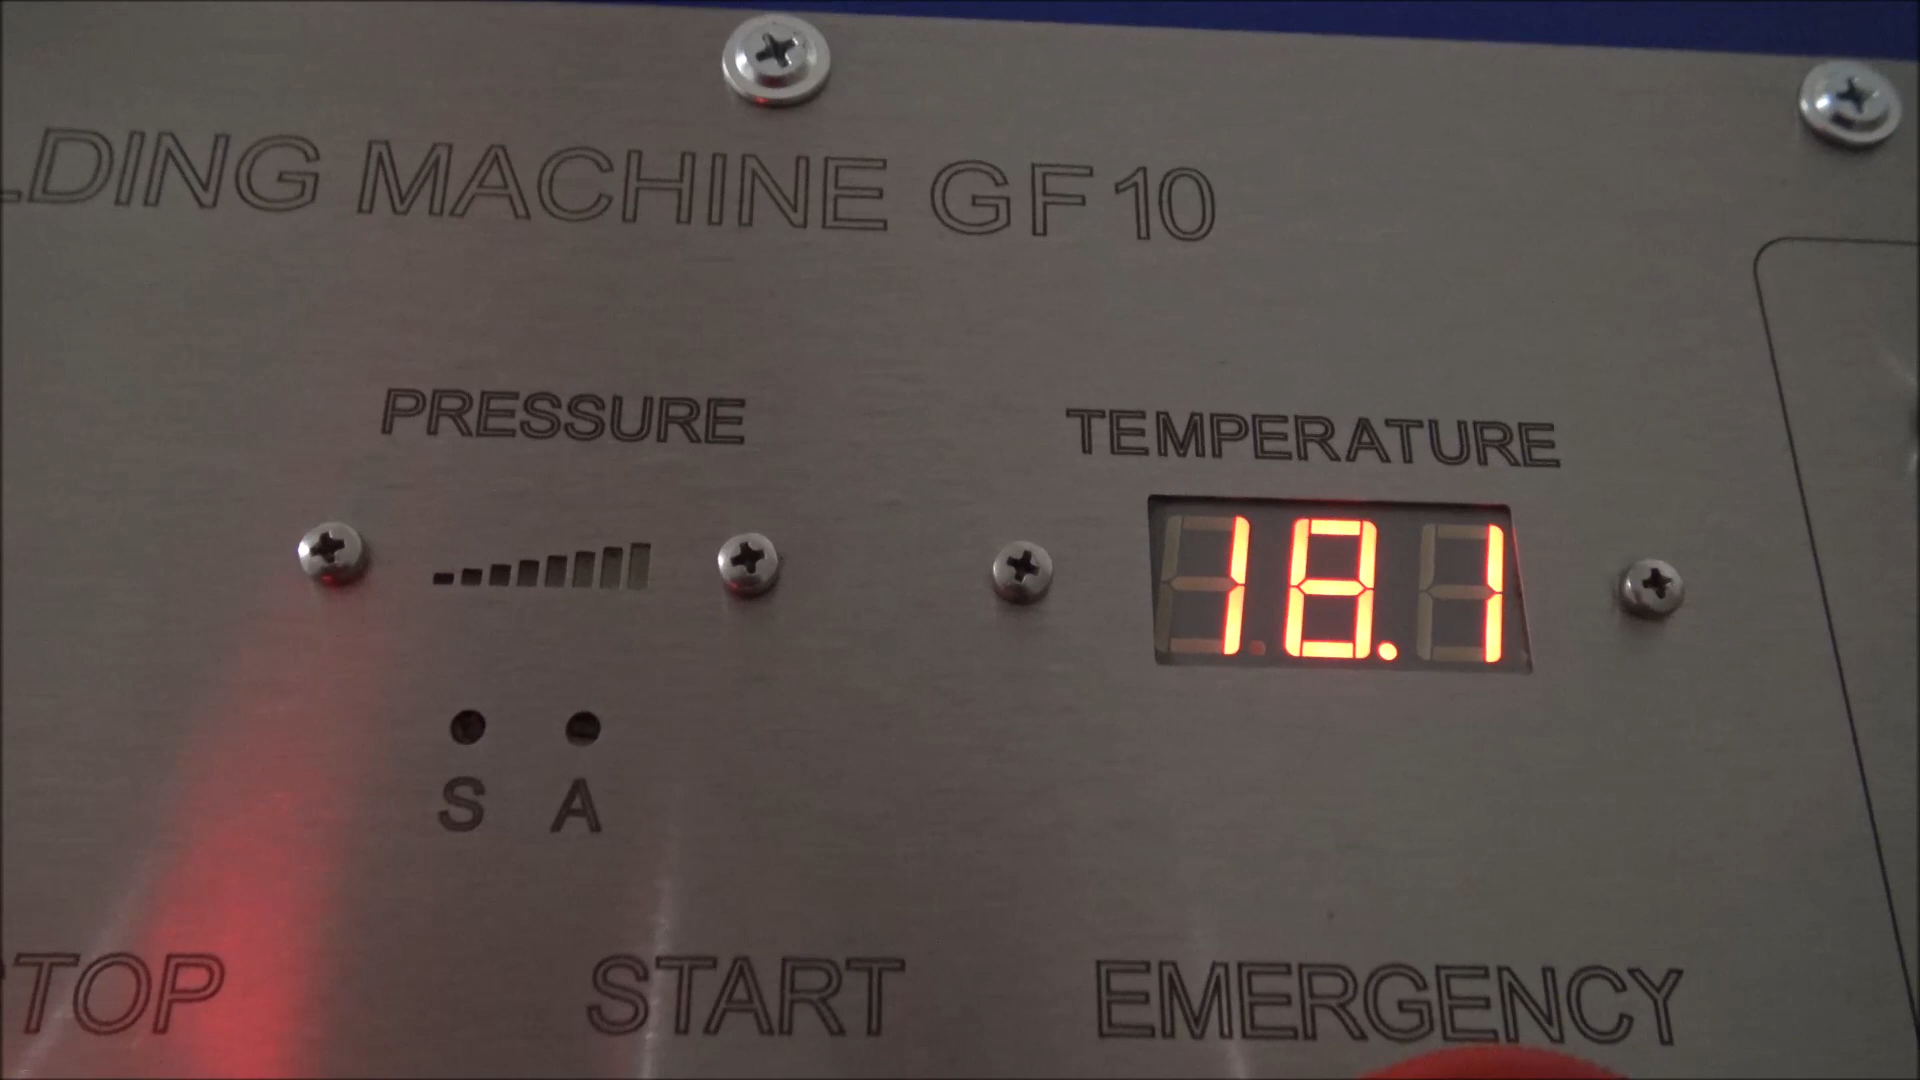 LDING MACHINE GF10
PRESSURE
TEMPERATURE
18.1
S A
TOP
START
EMERGENCY